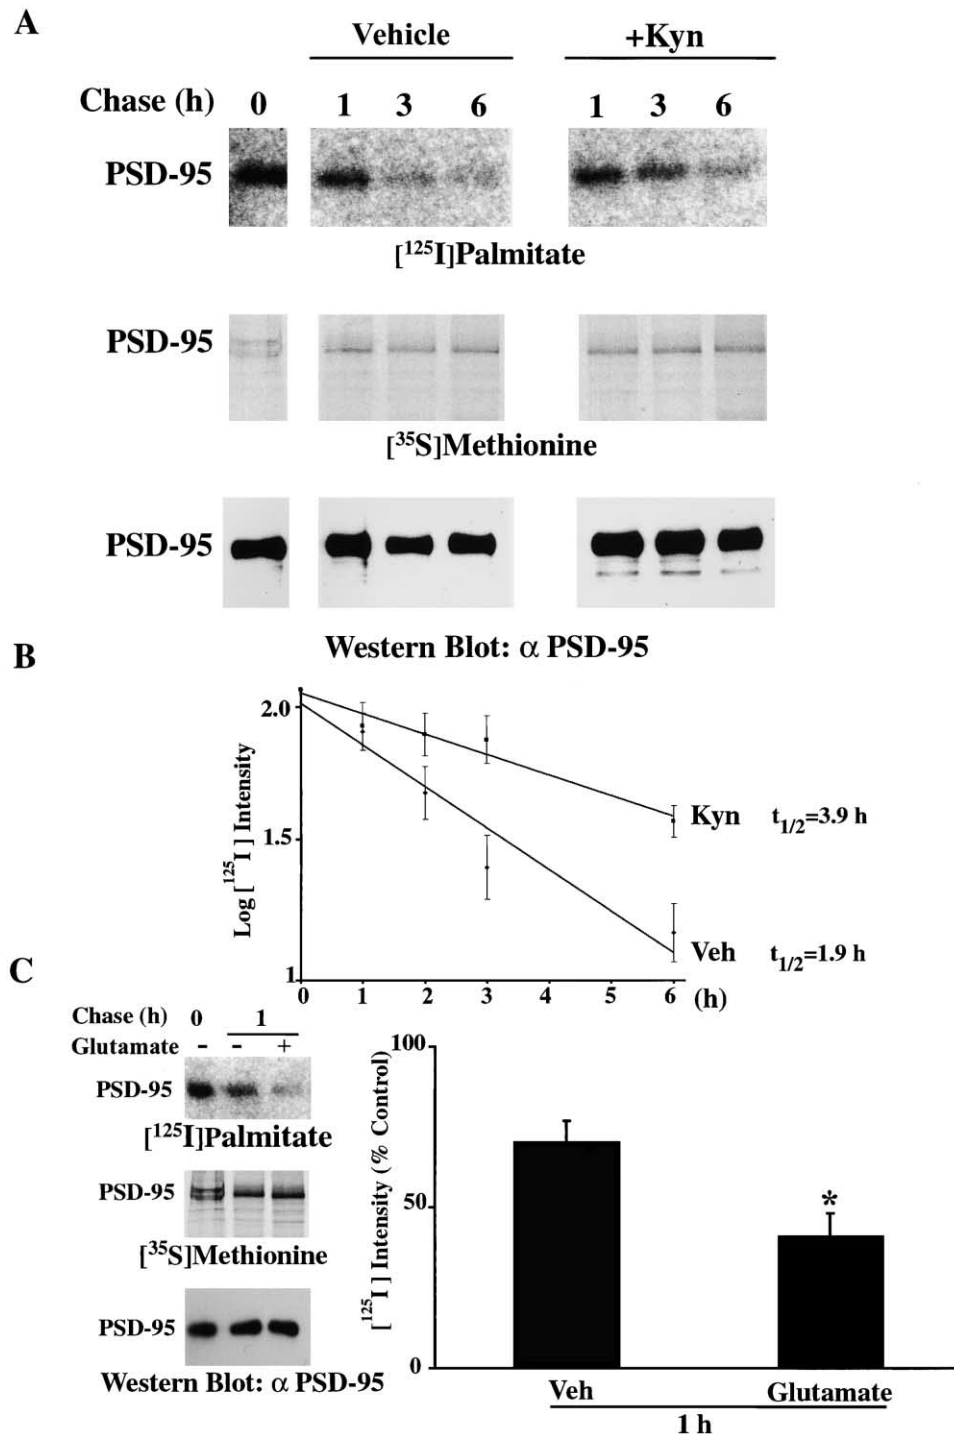 A
Vehicle +Kyn
Chase (h) 0 1 3 6 1 3 6
PSD-95
[¹²⁵I]Palmitate
PSD-95
[³⁵S]Methionine
PSD-95
Western Blot: α PSD-95
B
Log [¹²⁵I ] Intensity
2.0
1.5
1
0 1 2 3 4 5 6 (h)
Kyn t1/2=3.9 h
Veh t1/2=1.9 h
C
Chase (h) 0 1
Glutamate - - +
PSD-95
[¹²⁵I]Palmitate
PSD-95
[³⁵S]Methionine
PSD-95
Western Blot: α PSD-95
[¹²⁵I ] Intensity (% Control)
100
50
0
*
Veh Glutamate
1 h